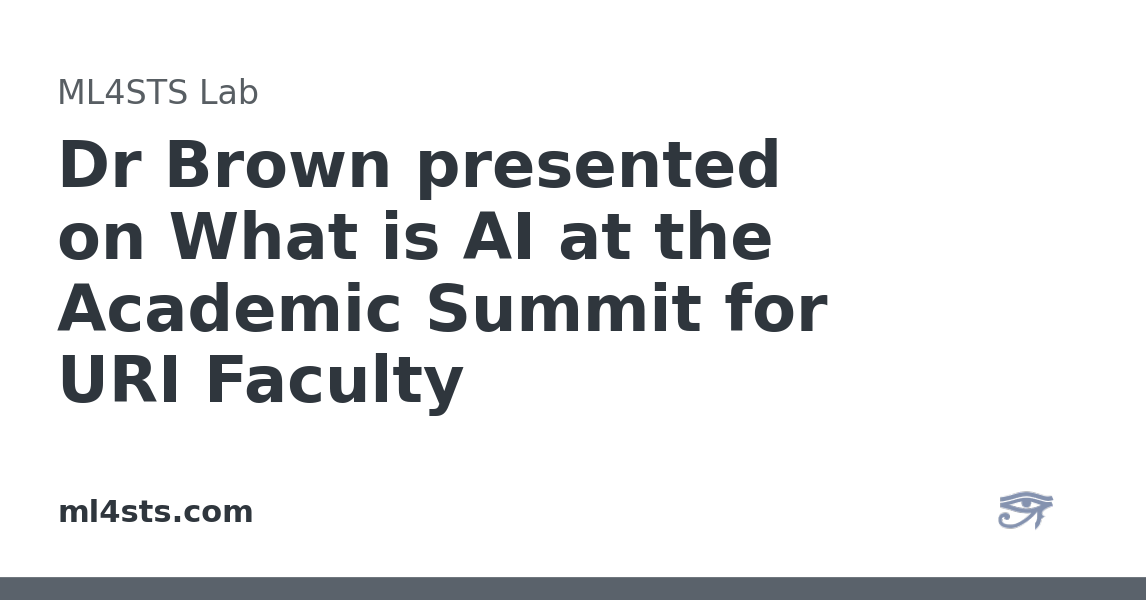 ML4STS Lab
Dr Brown presented
on What is AI at the
Academic Summit for
URI Faculty
ml4sts.com